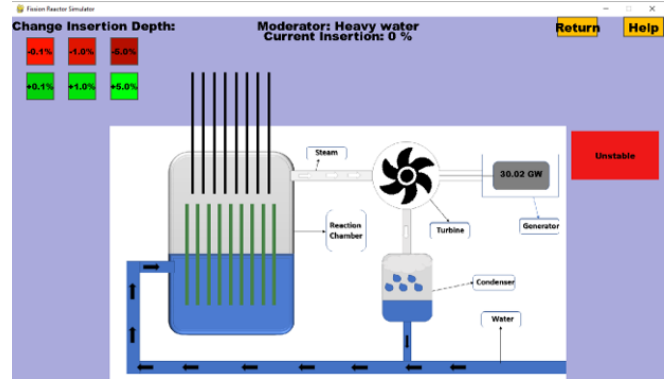 Fission Reactor Simulator
Change Insertion Depth:
Moderator: Heavy water
Current Insertion: 0 %
Return
Help
-0.1%
-1.0%
-5.0%
+0.1%
+1.0%
+5.0%
Unstable
Steam
30.02 GW
Reaction
Chamber
Turbine
Generator
Condenser
Water